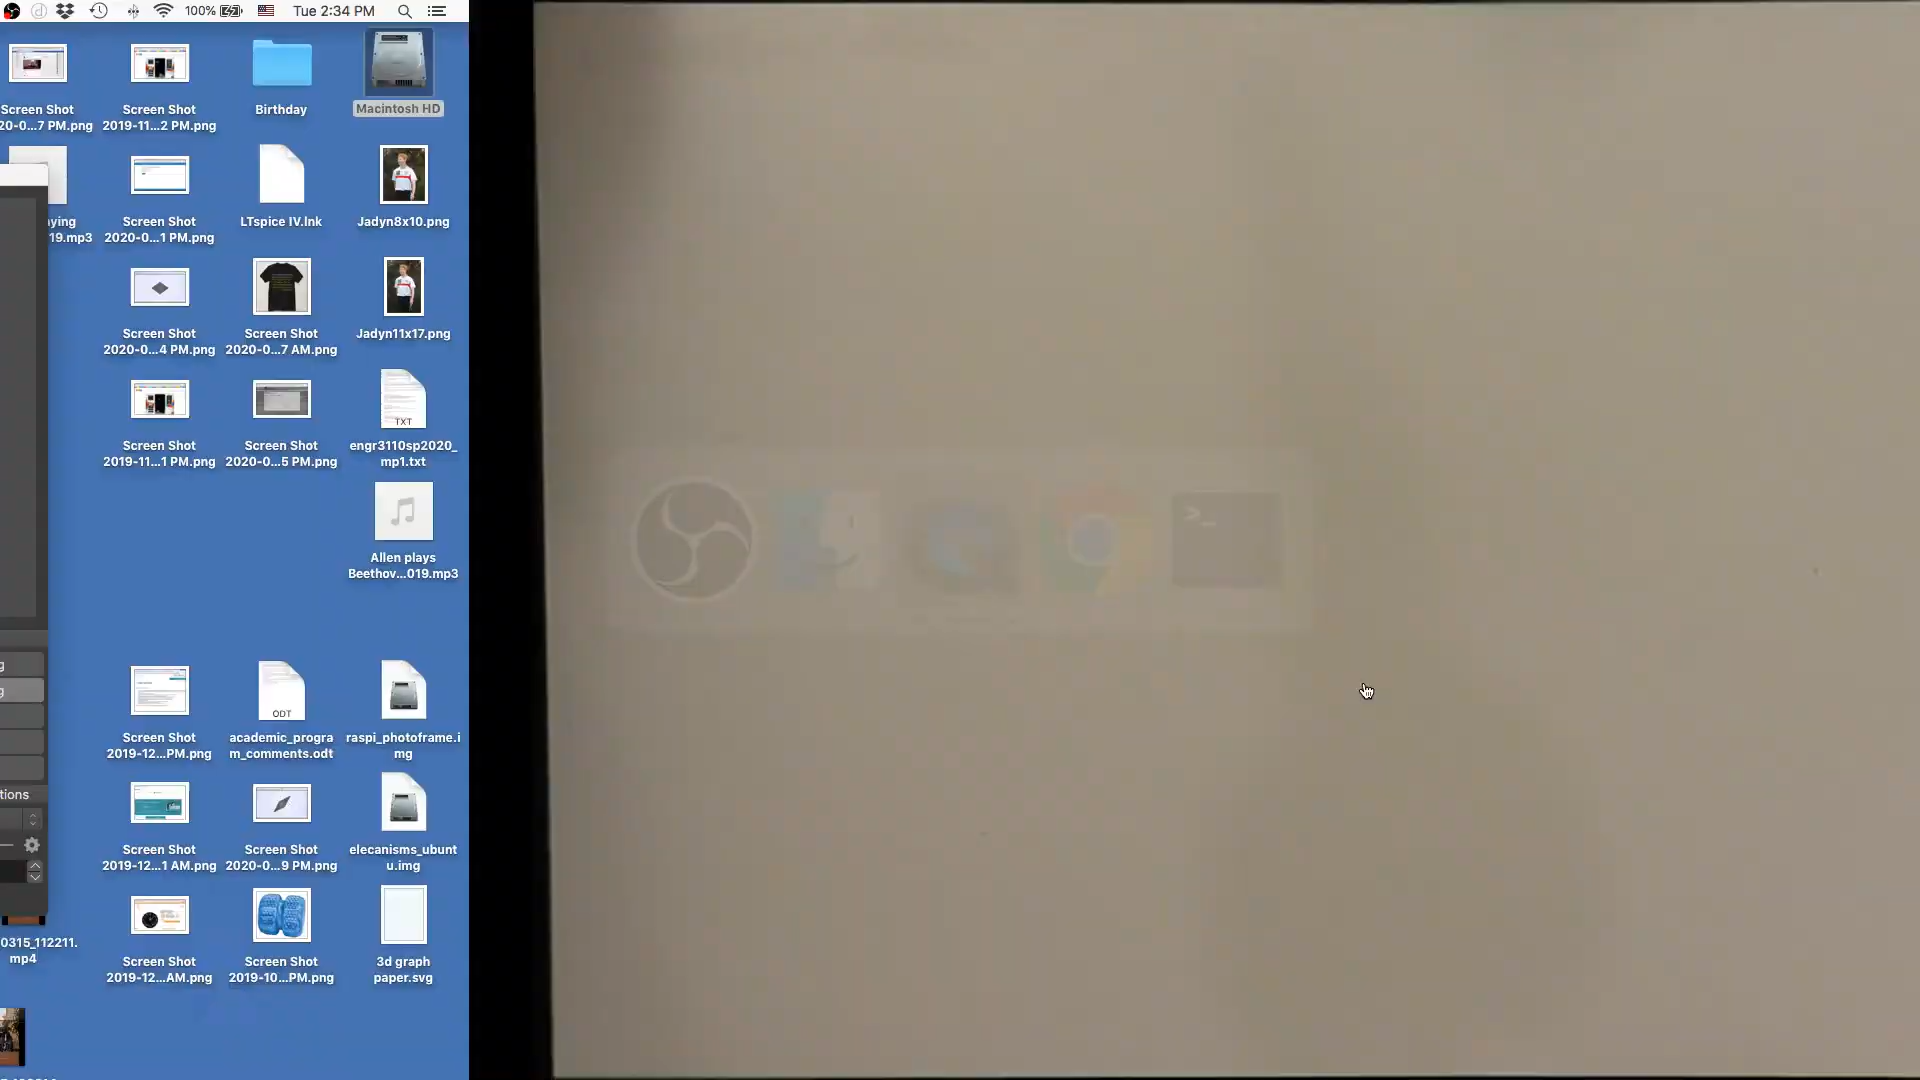 100% Tue 2:34 PM
Screen Shot
20-0...7 PM.png
Screen Shot
2019-11...2 PM.png
Birthday
Macintosh HD
19.mp3
Screen Shot
2020-0...1 PM.png
LTspice IV.lnk
Jadyn8x10.png
Screen Shot
2020-0...4 PM.png
Screen Shot
2020-0...7 AM.png
Jadyn11x17.png
Screen Shot
2019-11...1 PM.png
Screen Shot
2020-0...5 PM.png
TXT
engr3110sp2020_
mp1.txt
Allen plays
Beethov...019.mp3
g
g
Screen Shot
2019-12...PM.png
ODT
academic_progra
m_comments.odt
raspi_photoframe.i
mg
tions
Screen Shot
2019-12...1 AM.png
Screen Shot
2020-0...9 PM.png
elecanisms_ubunt
u.img
0315_112211.
mp4
Screen Shot
2019-12...AM.png
Screen Shot
2019-10...PM.png
3d graph
paper.svg
>_